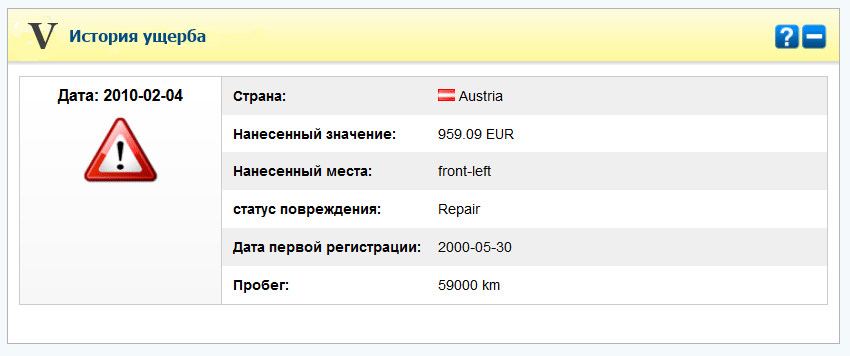 V История ущерба
Дата: 2010-02-04
Страна: Austria
Нанесенный значение: 959.09 EUR
Нанесенный места: front-left
статус повреждения: Repair
Дата первой регистрации: 2000-05-30
Пробег: 59000 km